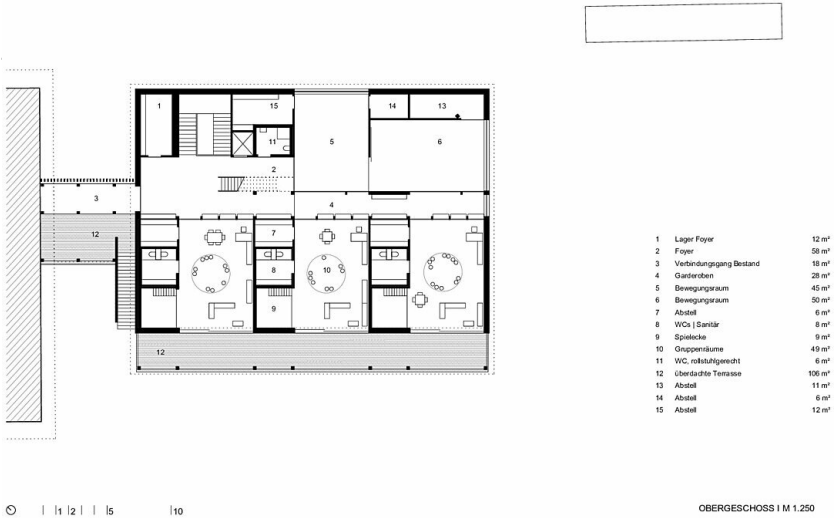 1 15 14 13
11 5 6
2
3 4
12 7
8 10
9
12
1 Lager Foyer 12 m²
2 Foyer 58 m²
3 Verbindungsgang Bestand 18 m²
4 Garderoben 28 m²
5 Bewegungsraum 45 m²
6 Bewegungsraum 50 m²
7 Abstell 6 m²
8 WCs | Sanitär 8 m²
9 Spielecke 9 m²
10 Gruppenräume 49 m²
11 WC, rollstuhlgerecht 6 m²
12 überdachte Terrasse 106 m²
13 Abstell 11 m²
14 Abstell 6 m²
15 Abstell 12 m²
1 2 5 10
OBERGESCHOSS I M 1.250